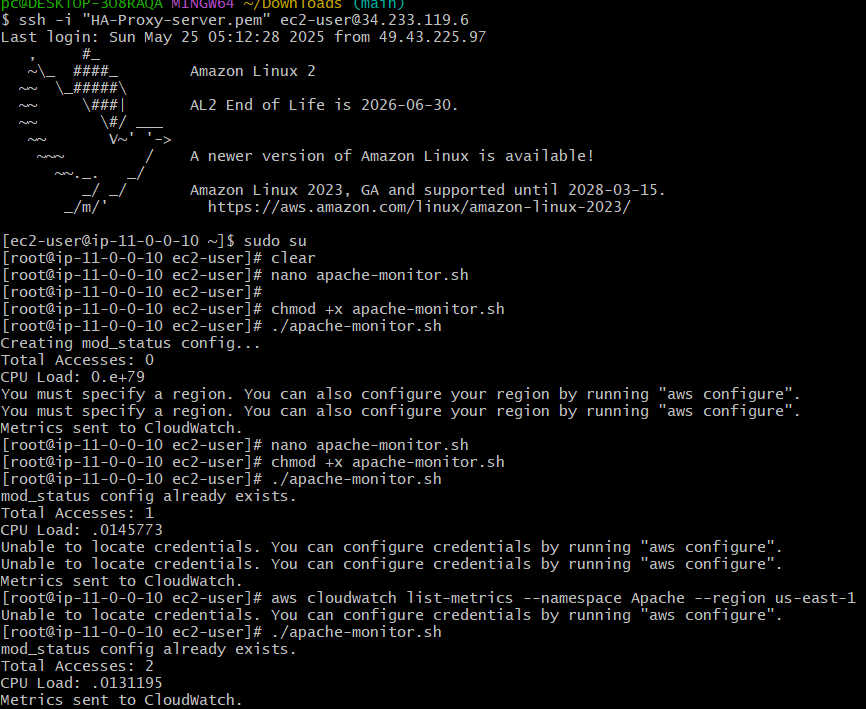 pc@DESKTOP-3O8RAQA MINGW64 ~/Downloads (main)
$ ssh -i "HA-Proxy-server.pem" ec2-user@34.233.119.6
Last login: Sun May 25 05:12:28 2025 from 49.43.225.97
   ,     #_
   ~\_  ####_        Amazon Linux 2
  ~~  \_#####\
  ~~     \###|       AL2 End of Life is 2026-06-30.
  ~~       \#/ ___
   ~~       V~' '->
    ~~~         /    A newer version of Amazon Linux is available!
      ~~._.   _/
         _/ _/       Amazon Linux 2023, GA and supported until 2028-03-15.
       _/m/'           https://aws.amazon.com/linux/amazon-linux-2023/
[ec2-user@ip-11-0-0-10 ~]$ sudo su
[root@ip-11-0-0-10 ec2-user]# clear
[root@ip-11-0-0-10 ec2-user]# nano apache-monitor.sh
[root@ip-11-0-0-10 ec2-user]#
[root@ip-11-0-0-10 ec2-user]# chmod +x apache-monitor.sh
[root@ip-11-0-0-10 ec2-user]# ./apache-monitor.sh
Creating mod_status config...
Total Accesses: 0
CPU Load: 0.e+79
You must specify a region. You can also configure your region by running "aws configure".
You must specify a region. You can also configure your region by running "aws configure".
Metrics sent to CloudWatch.
[root@ip-11-0-0-10 ec2-user]# nano apache-monitor.sh
[root@ip-11-0-0-10 ec2-user]# chmod +x apache-monitor.sh
[root@ip-11-0-0-10 ec2-user]# ./apache-monitor.sh
mod_status config already exists.
Total Accesses: 1
CPU Load: .0145773
Unable to locate credentials. You can configure credentials by running "aws configure".
Unable to locate credentials. You can configure credentials by running "aws configure".
Metrics sent to CloudWatch.
[root@ip-11-0-0-10 ec2-user]# aws cloudwatch list-metrics --namespace Apache --region us-east-1
Unable to locate credentials. You can configure credentials by running "aws configure".
[root@ip-11-0-0-10 ec2-user]# ./apache-monitor.sh
mod_status config already exists.
Total Accesses: 2
CPU Load: .0131195
Metrics sent to CloudWatch.